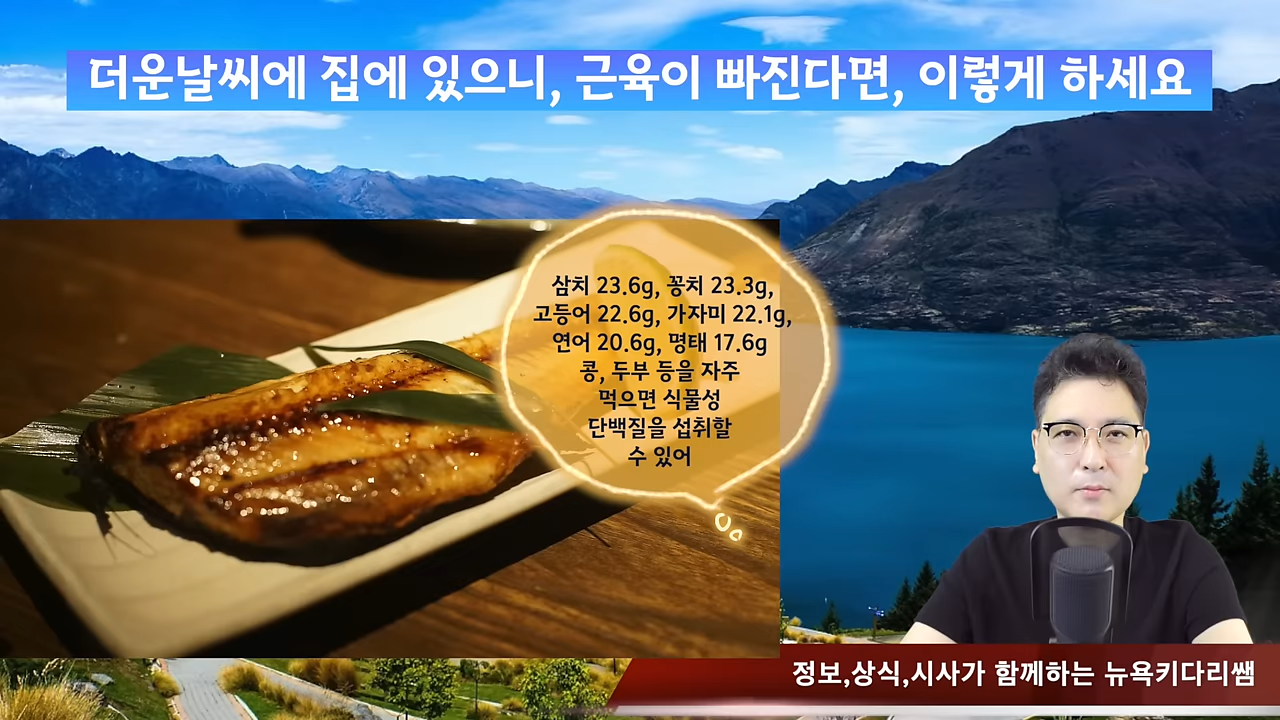 더운날씨에 집에 있으니, 근육이 빠진다면, 이렇게 하세요
삼치 23.6g, 꽁치 23.3g,
고등어 22.6g, 가자미 22.1g,
연어 20.6g, 명태 17.6g
콩, 두부 등을 자주
먹으면 식물성
단백질을 섭취할
수 있어
정보,상식,시사가 함께하는 뉴욕키다리쌤